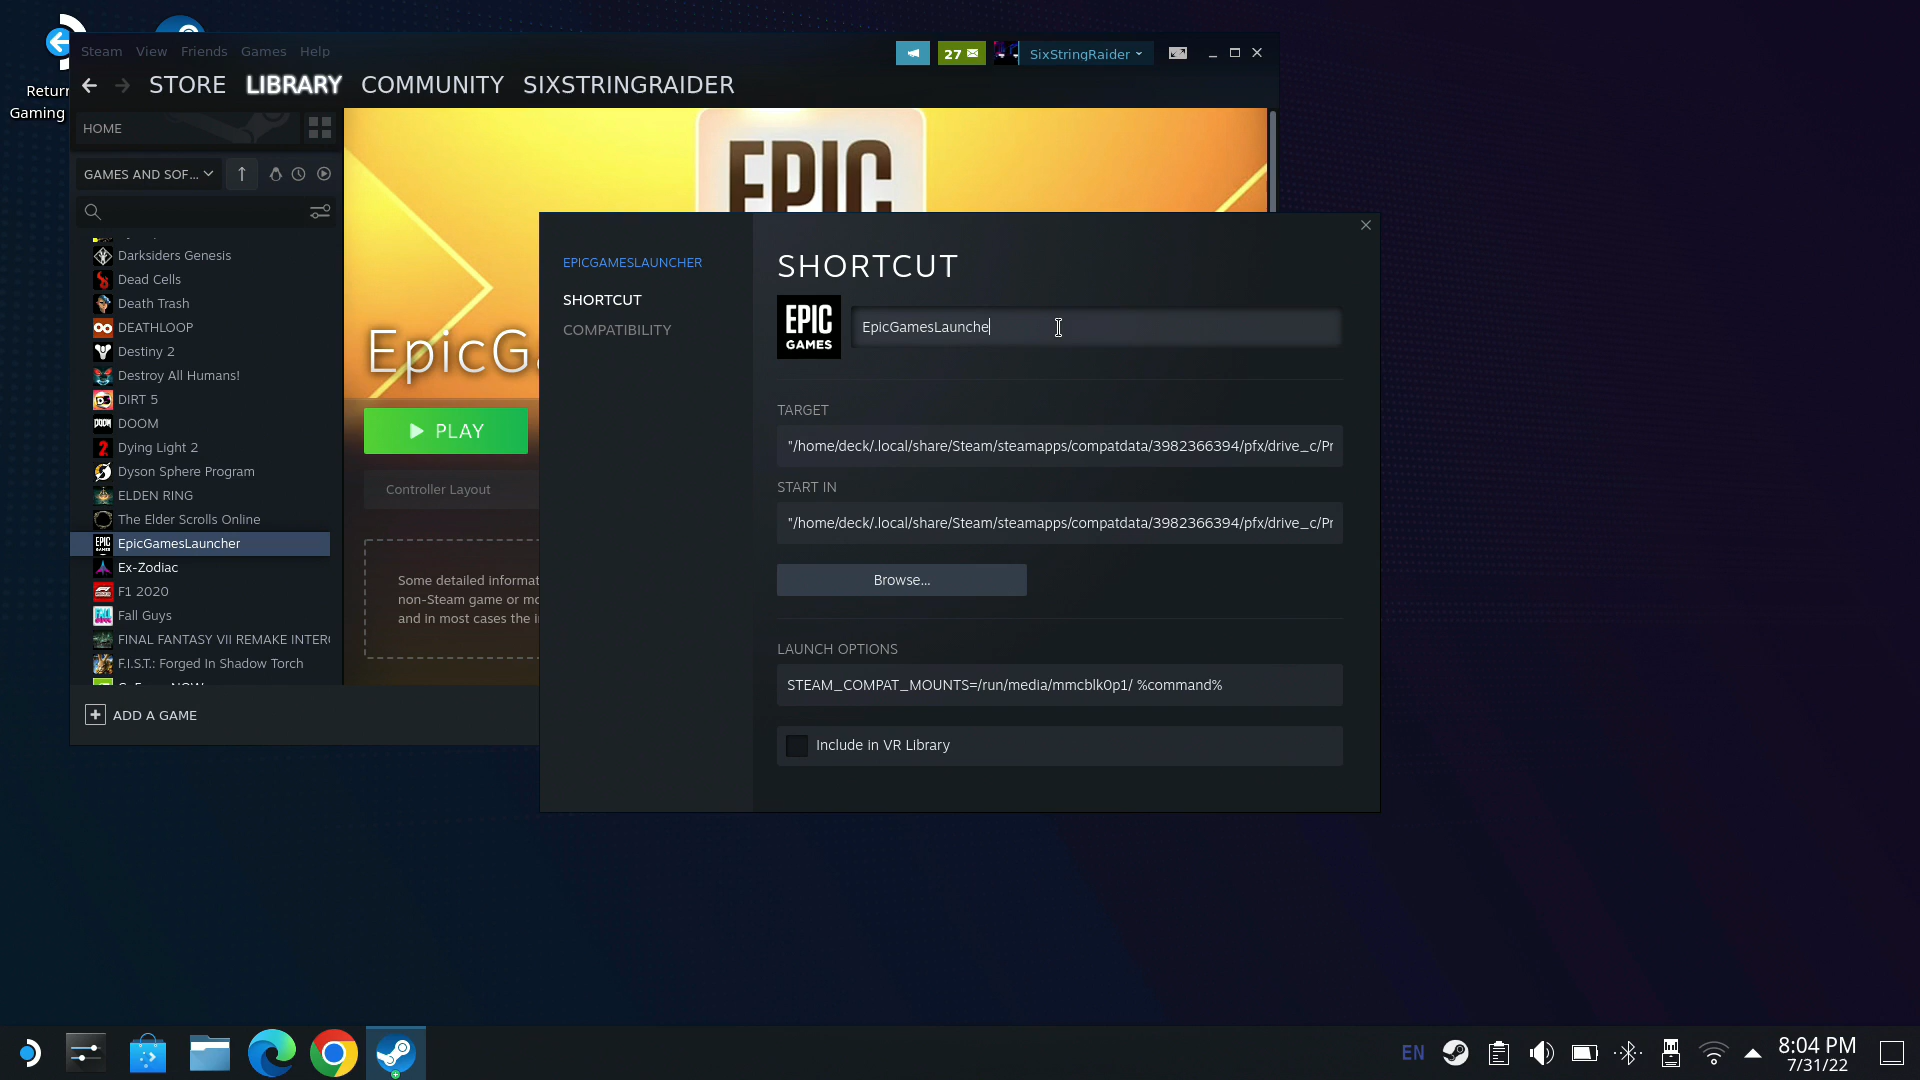 Return
Gaming
Steam View Friends Games Help
27 SixStringRaider
STORE LIBRARY COMMUNITY SIXSTRINGRAIDER
HOME
GAMES AND SOF...
Darksiders Genesis
Dead Cells
Death Trash
DEATHLOOP
Destiny 2
Destroy All Humans!
DIRT 5
DOOM
Dying Light 2
Dyson Sphere Program
ELDEN RING
The Elder Scrolls Online
EpicGamesLauncher
Ex-Zodiac
F1 2020
Fall Guys
FINAL FANTASY VII REMAKE INTER
F.I.S.T.: Forged In Shadow Torch
ADD A GAME
EPIC
EpicG
PLAY
Controller Layout
Some detailed informat
non-Steam game or mo
and in most cases the i
EPICGAMESLAUNCHER
SHORTCUT
COMPATIBILITY
SHORTCUT
EPIC
GAMES
EpicGamesLaunche
TARGET
"/home/deck/.local/share/Steam/steamapps/compatdata/3982366394/pfx/drive_c/Pr
START IN
"/home/deck/.local/share/Steam/steamapps/compatdata/3982366394/pfx/drive_c/Pr
Browse...
LAUNCH OPTIONS
STEAM_COMPAT_MOUNTS=/run/media/mmcblk0p1/ %command%
Include in VR Library
EN
8:04 PM
7/31/22